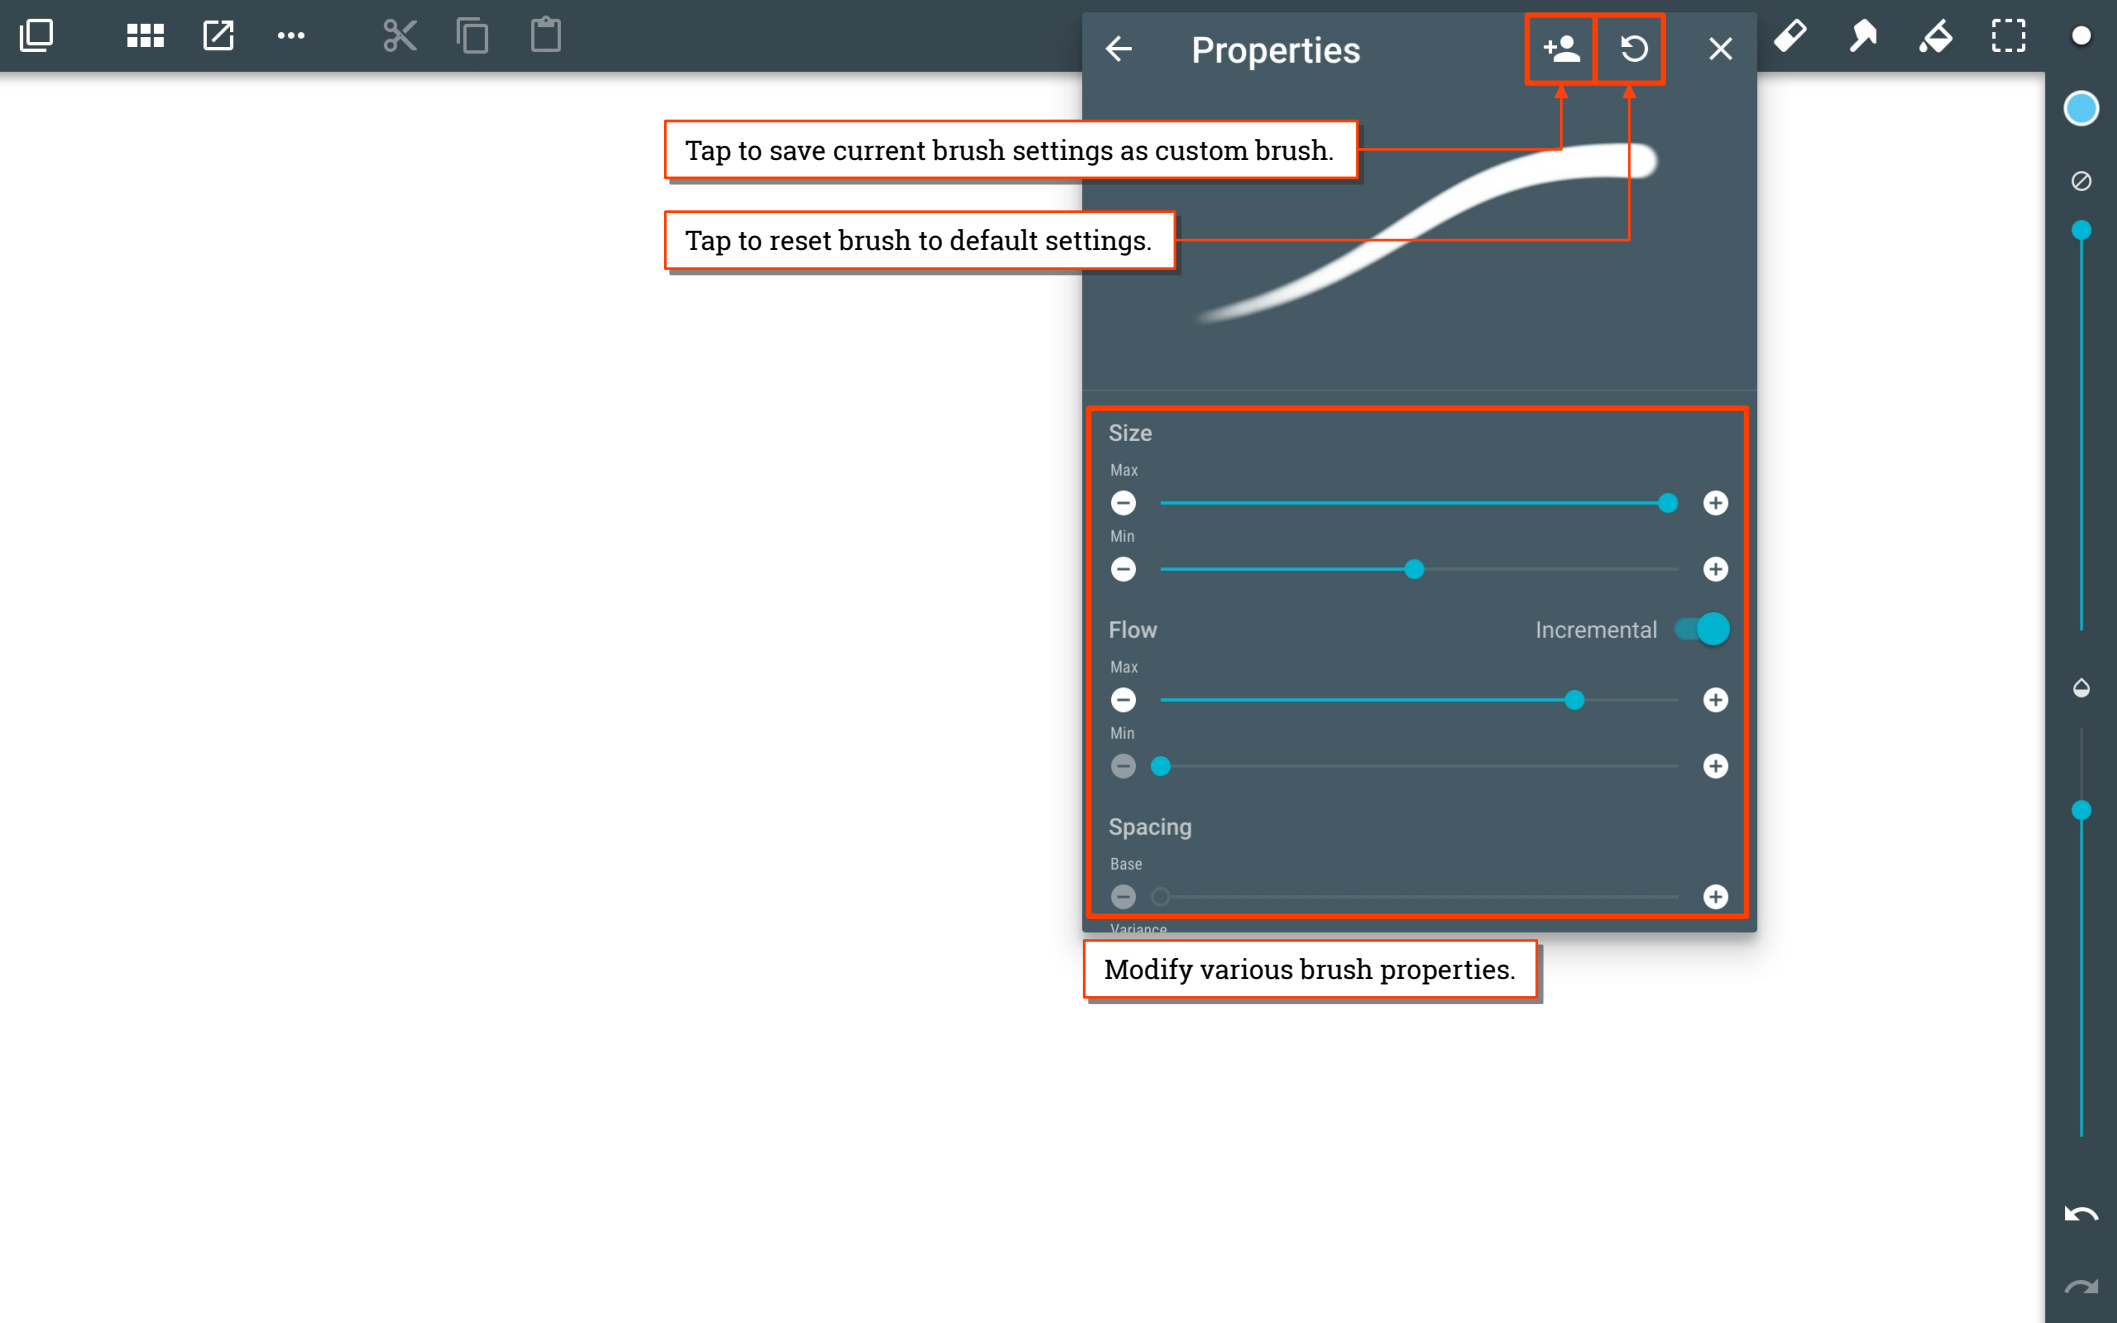 Properties
Tap to save current brush settings as custom brush.
Tap to reset brush to default settings.
Size
Max
Min
Flow
Incremental
Max
Min
Spacing
Base
Variance
Modify various brush properties.